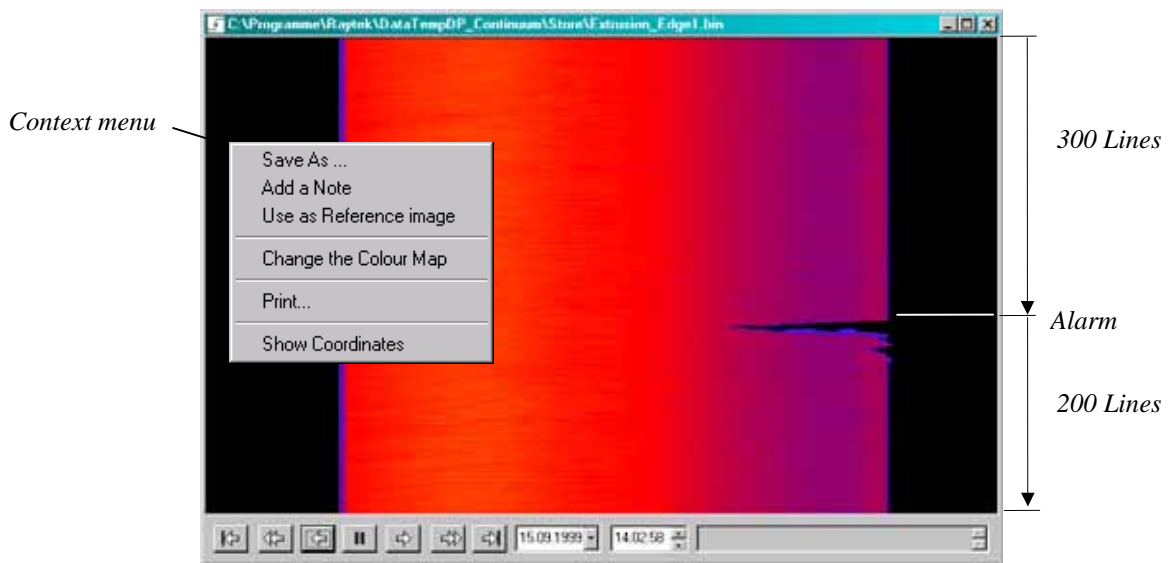 C:\Programme\Raytek\DataTempDP_Continuum\Store\Extrusion_Edge1.bin
Context menu
300 Lines
Save As ...
Add a Note
Use as Reference image
Change the Colour Map
Print...
Show Coordinates
Alarm
200 Lines
15.09.1999
14:02:58